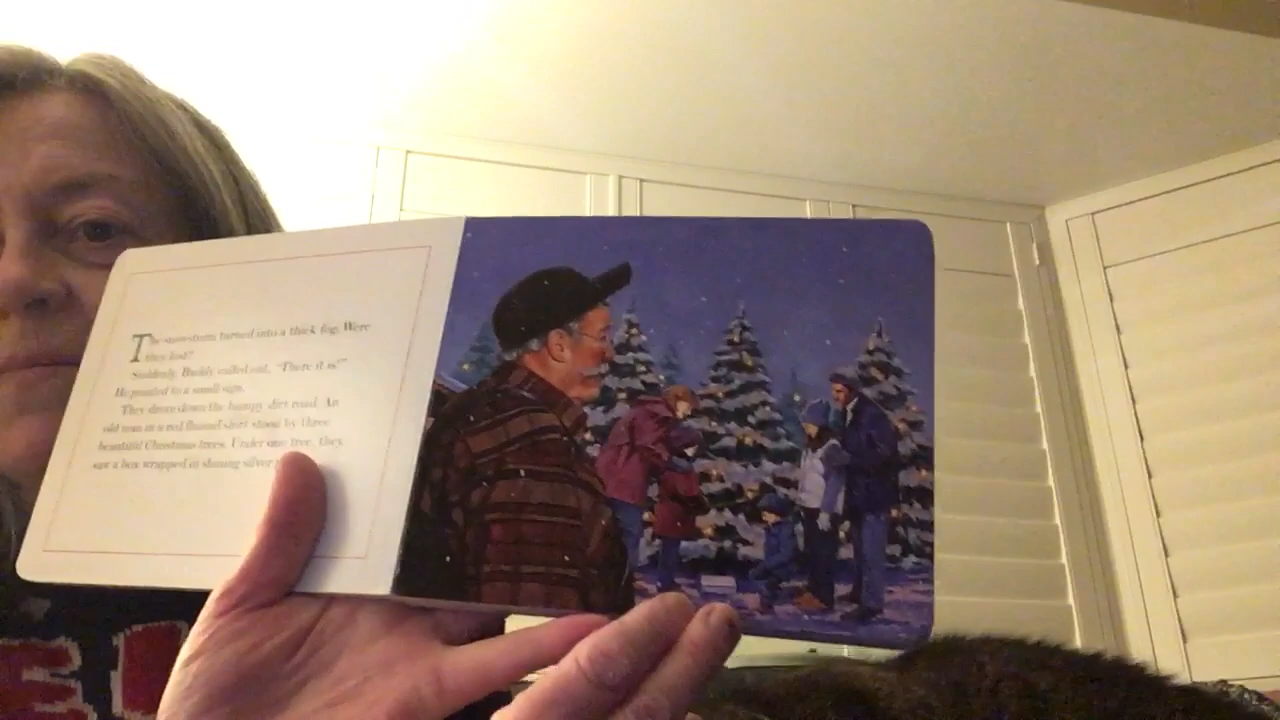 The snowstorm turned into a thick fog. Were
they lost?
Suddenly, Buddy called out, "There it is!"
He pointed to a small sign.
They drove down the bumpy dirt road. An
old man in a red flannel shirt stood by three
beautiful Christmas trees. Under one tree, they
saw a box wrapped in shining silver